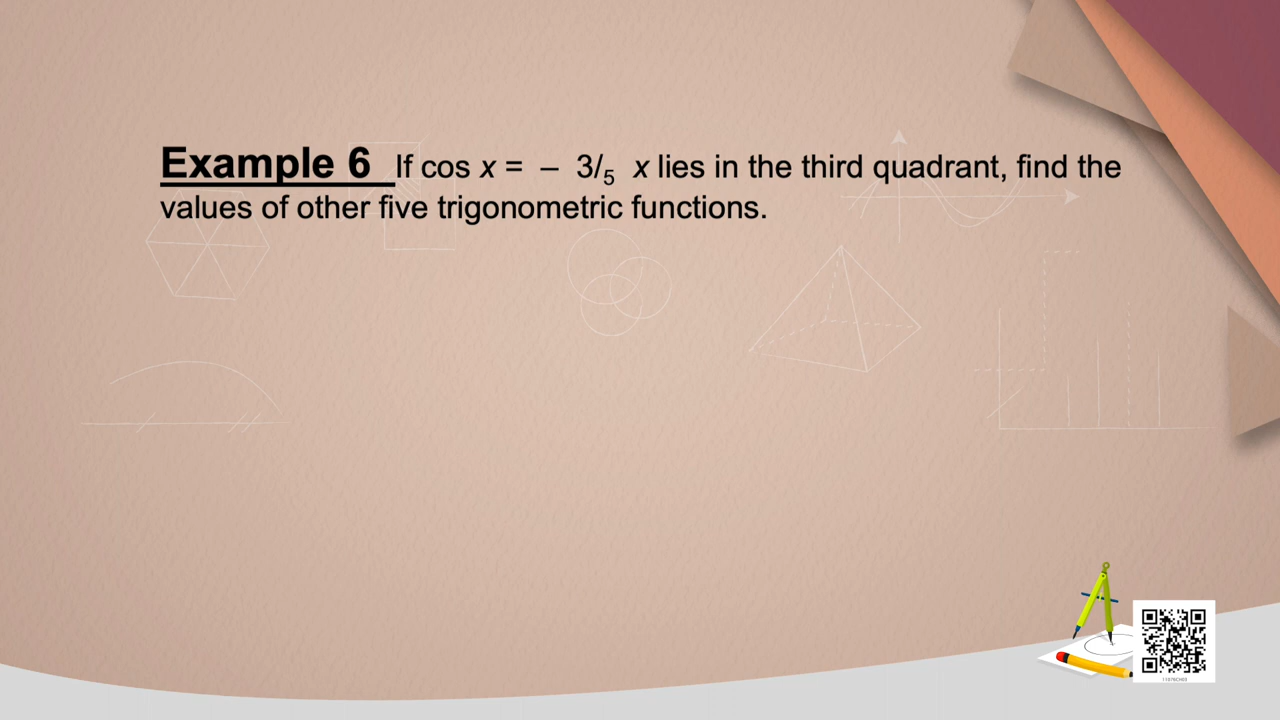 Example 6 If cos x = – 3/5 x lies in the third quadrant, find the
values of other five trigonometric functions.
11076CH03